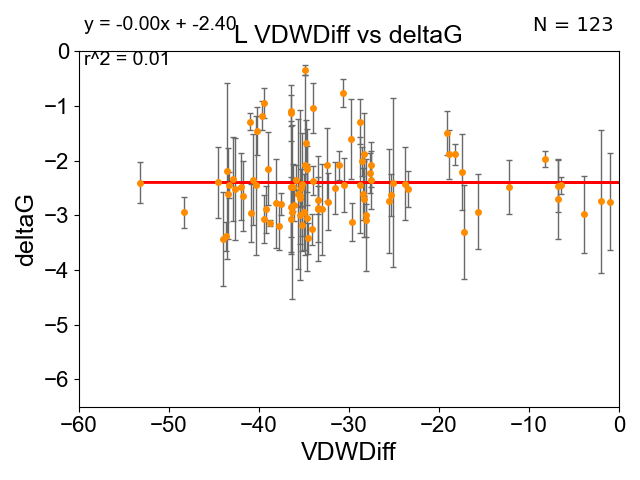 y = -0.00x + -2.40
L VDWDiff vs deltaG
N = 123
r^2 = 0.01
0
−1
−2
−3
−4
−5
−6
deltaG
−60
−50
−40
−30
−20
−10
0
VDWDiff